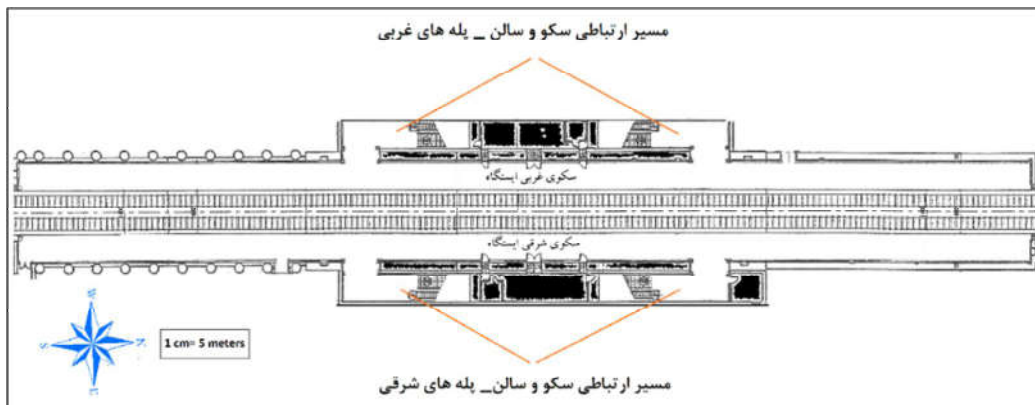 مسیر ارتباطی سکو و سالن _ پله های غربی
سکوی غربی ایستگاه
سکوی شرقی ایستگاه
1 cm= 5 meters
مسیر ارتباطی سکو و سالن_ پله های شرقی